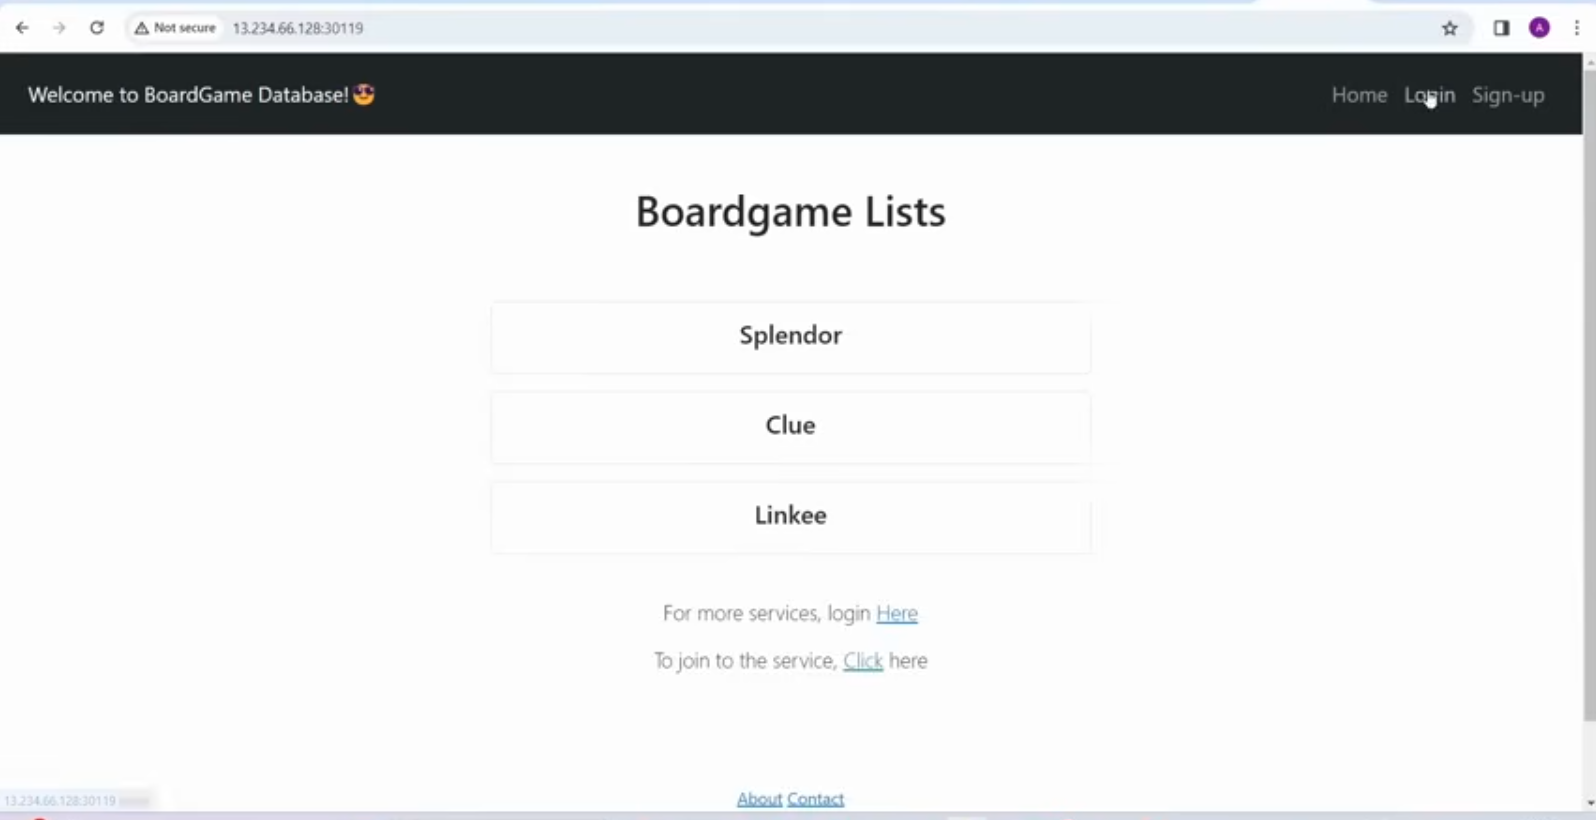 Not secure 13.234.66.128:30119
A
Welcome to BoardGame Database!😎 Home Login Sign-up
Boardgame Lists
Splendor
Clue
Linkee
For more services, login Here
To join to the service, Click here
About Contact
13.234.66.128:30119